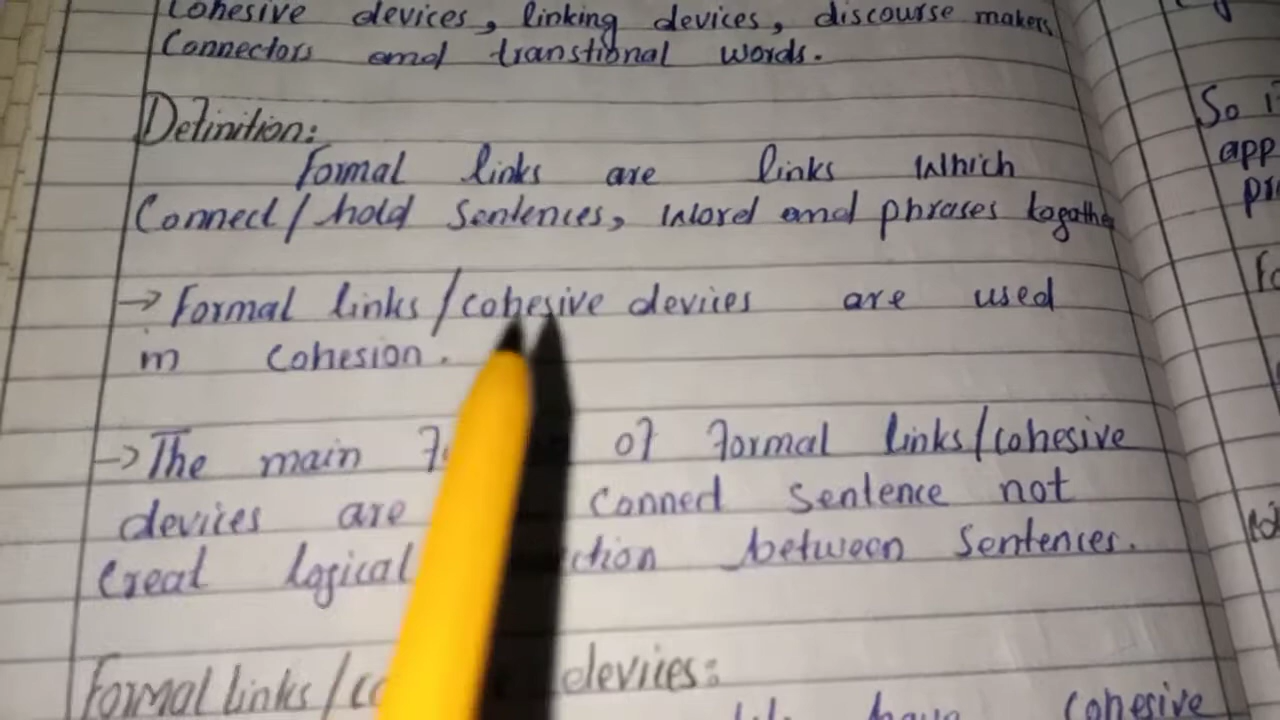 Cohesive devices, linking devices, discourse makers
Connectors and transtional words.
Definition:
Formal links are links which
Connect/hold Sentences, word and phrases togather
→ Formal links/cohesive devices are used
in cohesion.
→ The main of formal links/cohesive
devices are connect sentence not
creat logical between sentences.
Formal links/ devices:
have cohesive
So
app